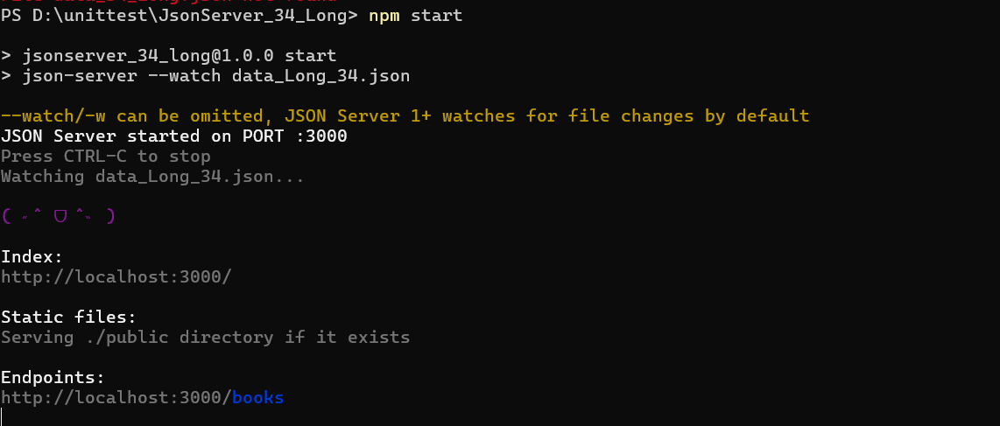 PS D:\unittest\JsonServer_34_Long> npm start
> jsonserver_34_long@1.0.0 start
> json-server --watch data_Long_34.json
--watch/-w can be omitted, JSON Server 1+ watches for file changes by default
JSON Server started on PORT :3000
Press CTRL-C to stop
Watching data_Long_34.json...
Index:
http://localhost:3000/
Static files:
Serving ./public directory if it exists
Endpoints:
http://localhost:3000/books